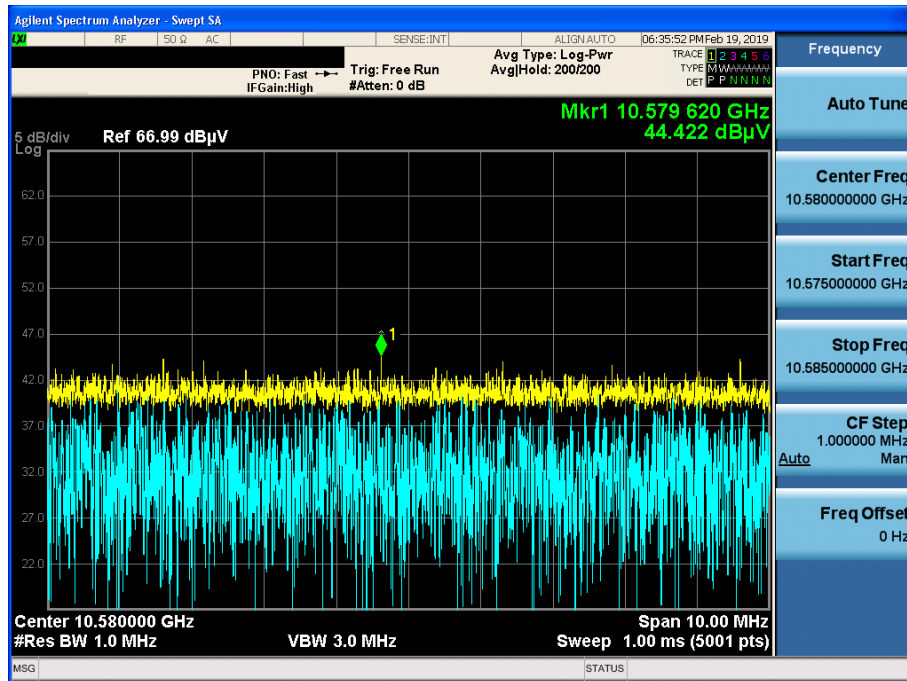 Agilent Spectrum Analyzer - Swept SA
LXI RF 50 Ω AC SENSE:INT ALIGN AUTO 06:35:52 PM Feb 19, 2019
Frequency
Avg Type: Log-Pwr TRACE 1 2 3 4 5 6
PNO: Fast Trig: Free Run Avg|Hold: 200/200 TYPE M W W W W W
IFGain:High #Atten: 0 dB DET P P N N N N
Auto Tune
Mkr1 10.579 620 GHz
5 dB/div Ref 66.99 dBµV 44.422 dBµV
Log
Center Freq
10.580000000 GHz
62.0
57.0
Start Freq
10.575000000 GHz
52.0
47.0
1
Stop Freq
10.585000000 GHz
42.0
37.0
CF Step
1.000000 MHz
Auto Man
32.0
27.0
Freq Offset
0 Hz
22.0
Center 10.580000 GHz Span 10.00 MHz
#Res BW 1.0 MHz VBW 3.0 MHz Sweep 1.00 ms (5001 pts)
MSG STATUS